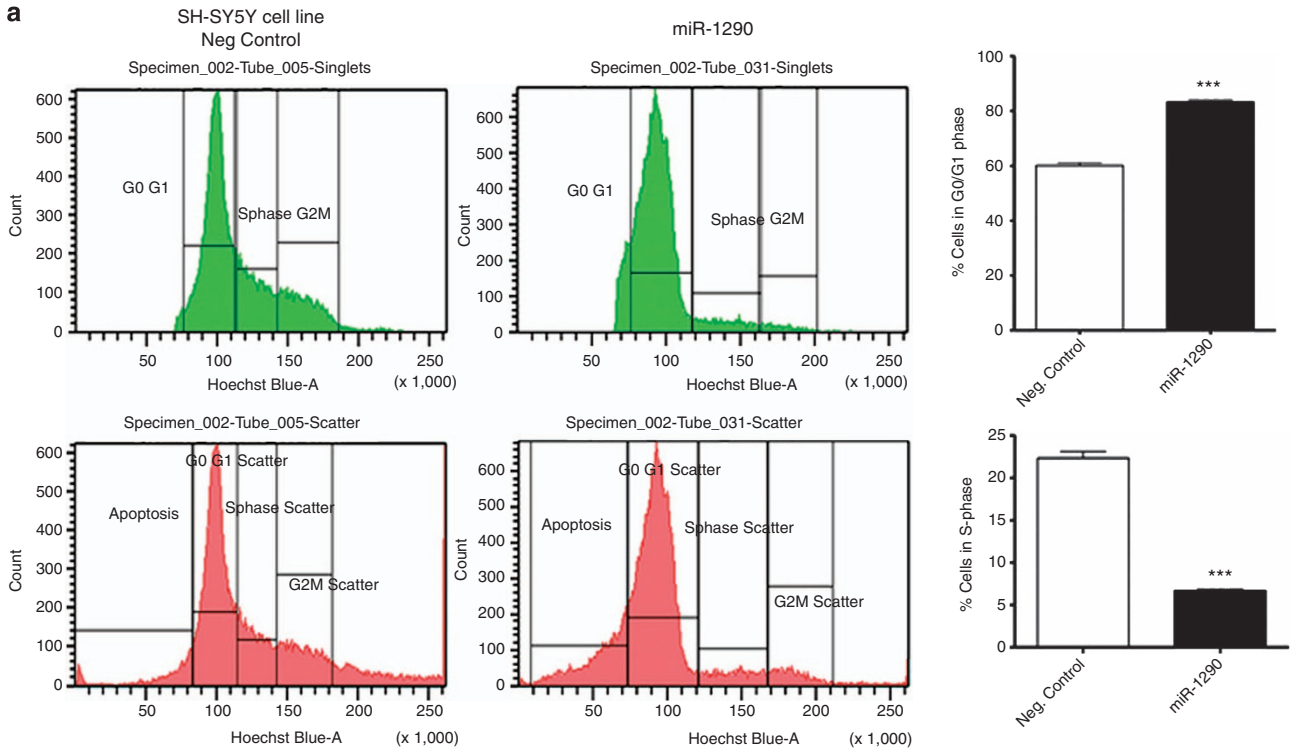 a
SH-SY5Y cell line
Neg Control
miR-1290
Specimen_002-Tube_005-Singlets
600
500
400
300
200
100
0
Count
G0 G1
Sphase G2M
50 100 150 200 250
Hoechst Blue-A
(x 1,000)
Specimen_002-Tube_031-Singlets
600
500
400
300
200
100
0
Count
G0 G1
Sphase G2M
50 100 150 200 250
Hoechst Blue-A
(x 1,000)
100
80
60
40
20
0
% Cells in G0/G1 phase
***
Neg. Control
miR-1290
Specimen_002-Tube_005-Scatter
600
500
400
300
200
100
0
Count
G0 G1 Scatter
Apoptosis
Sphase Scatter
G2M Scatter
50 100 150 200 250
Hoechst Blue-A
(x 1,000)
Specimen_002-Tube_031-Scatter
600
500
400
300
200
100
0
Count
G0 G1 Scatter
Apoptosis
Sphase Scatter
G2M Scatter
50 100 150 200 250
Hoechst Blue-A
(x 1,000)
25
20
15
10
5
0
% Cells in S-phase
***
Neg. Control
miR-1290